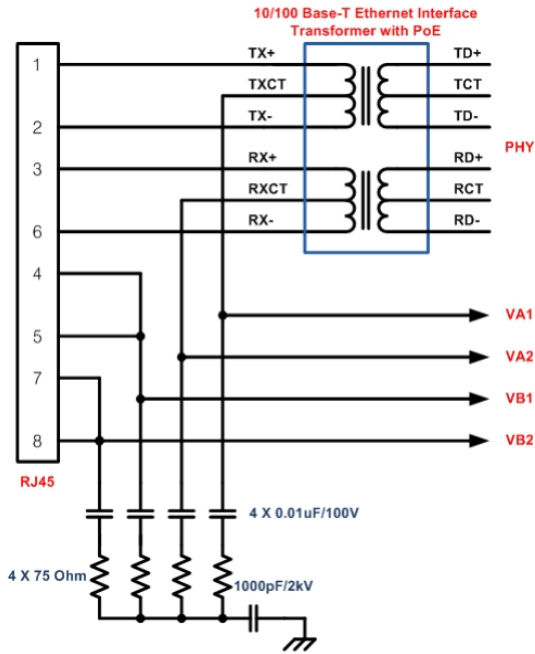 10/100 Base-T Ethernet Interface
Transformer with PoE
1
TX+
TD+
TXCT
TCT
2
TX-
TD-
PHY
3
RX+
RD+
RXCT
RCT
6
RX-
RD-
4
VA1
5
VA2
7
VB1
8
VB2
RJ45
4 X 0.01uF/100V
4 X 75 Ohm
1000pF/2kV